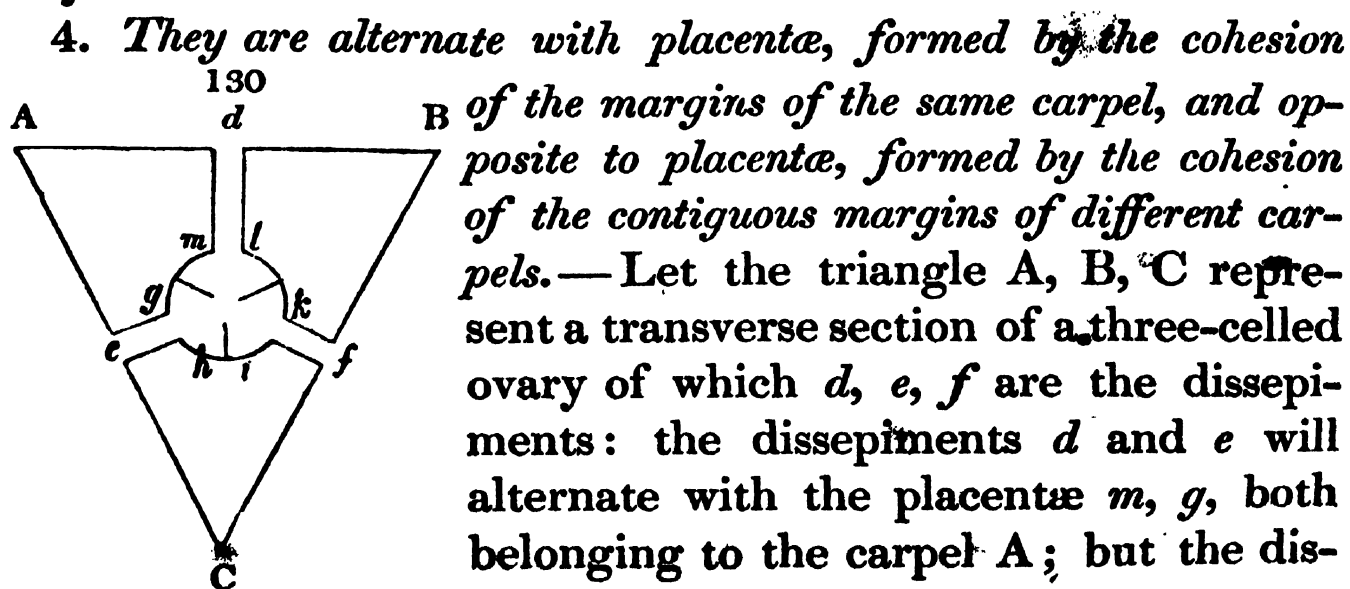 4. They are alternate with placentæ, formed by the cohesion
130
A d B
of the margins of the same carpel, and op-
posite to placentæ, formed by the cohesion
of the contiguous margins of different car-
pels.—Let the triangle A, B, C repre-
sent a transverse section of a three-celled
ovary of which d, e, f are the dissepi-
ments: the dissepiments d and e will
alternate with the placentæ m, g, both
belonging to the carpel A; but the dis-
m l
g k
e h i f
C